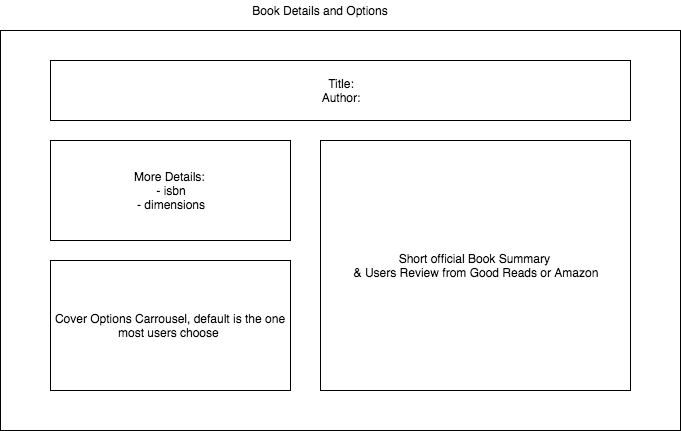 Book Details and Options
Title:
Author:
More Details:
- isbn
- dimensions
Cover Options Carrousel, default is the one
most users choose
Short official Book Summary
& Users Review from Good Reads or Amazon